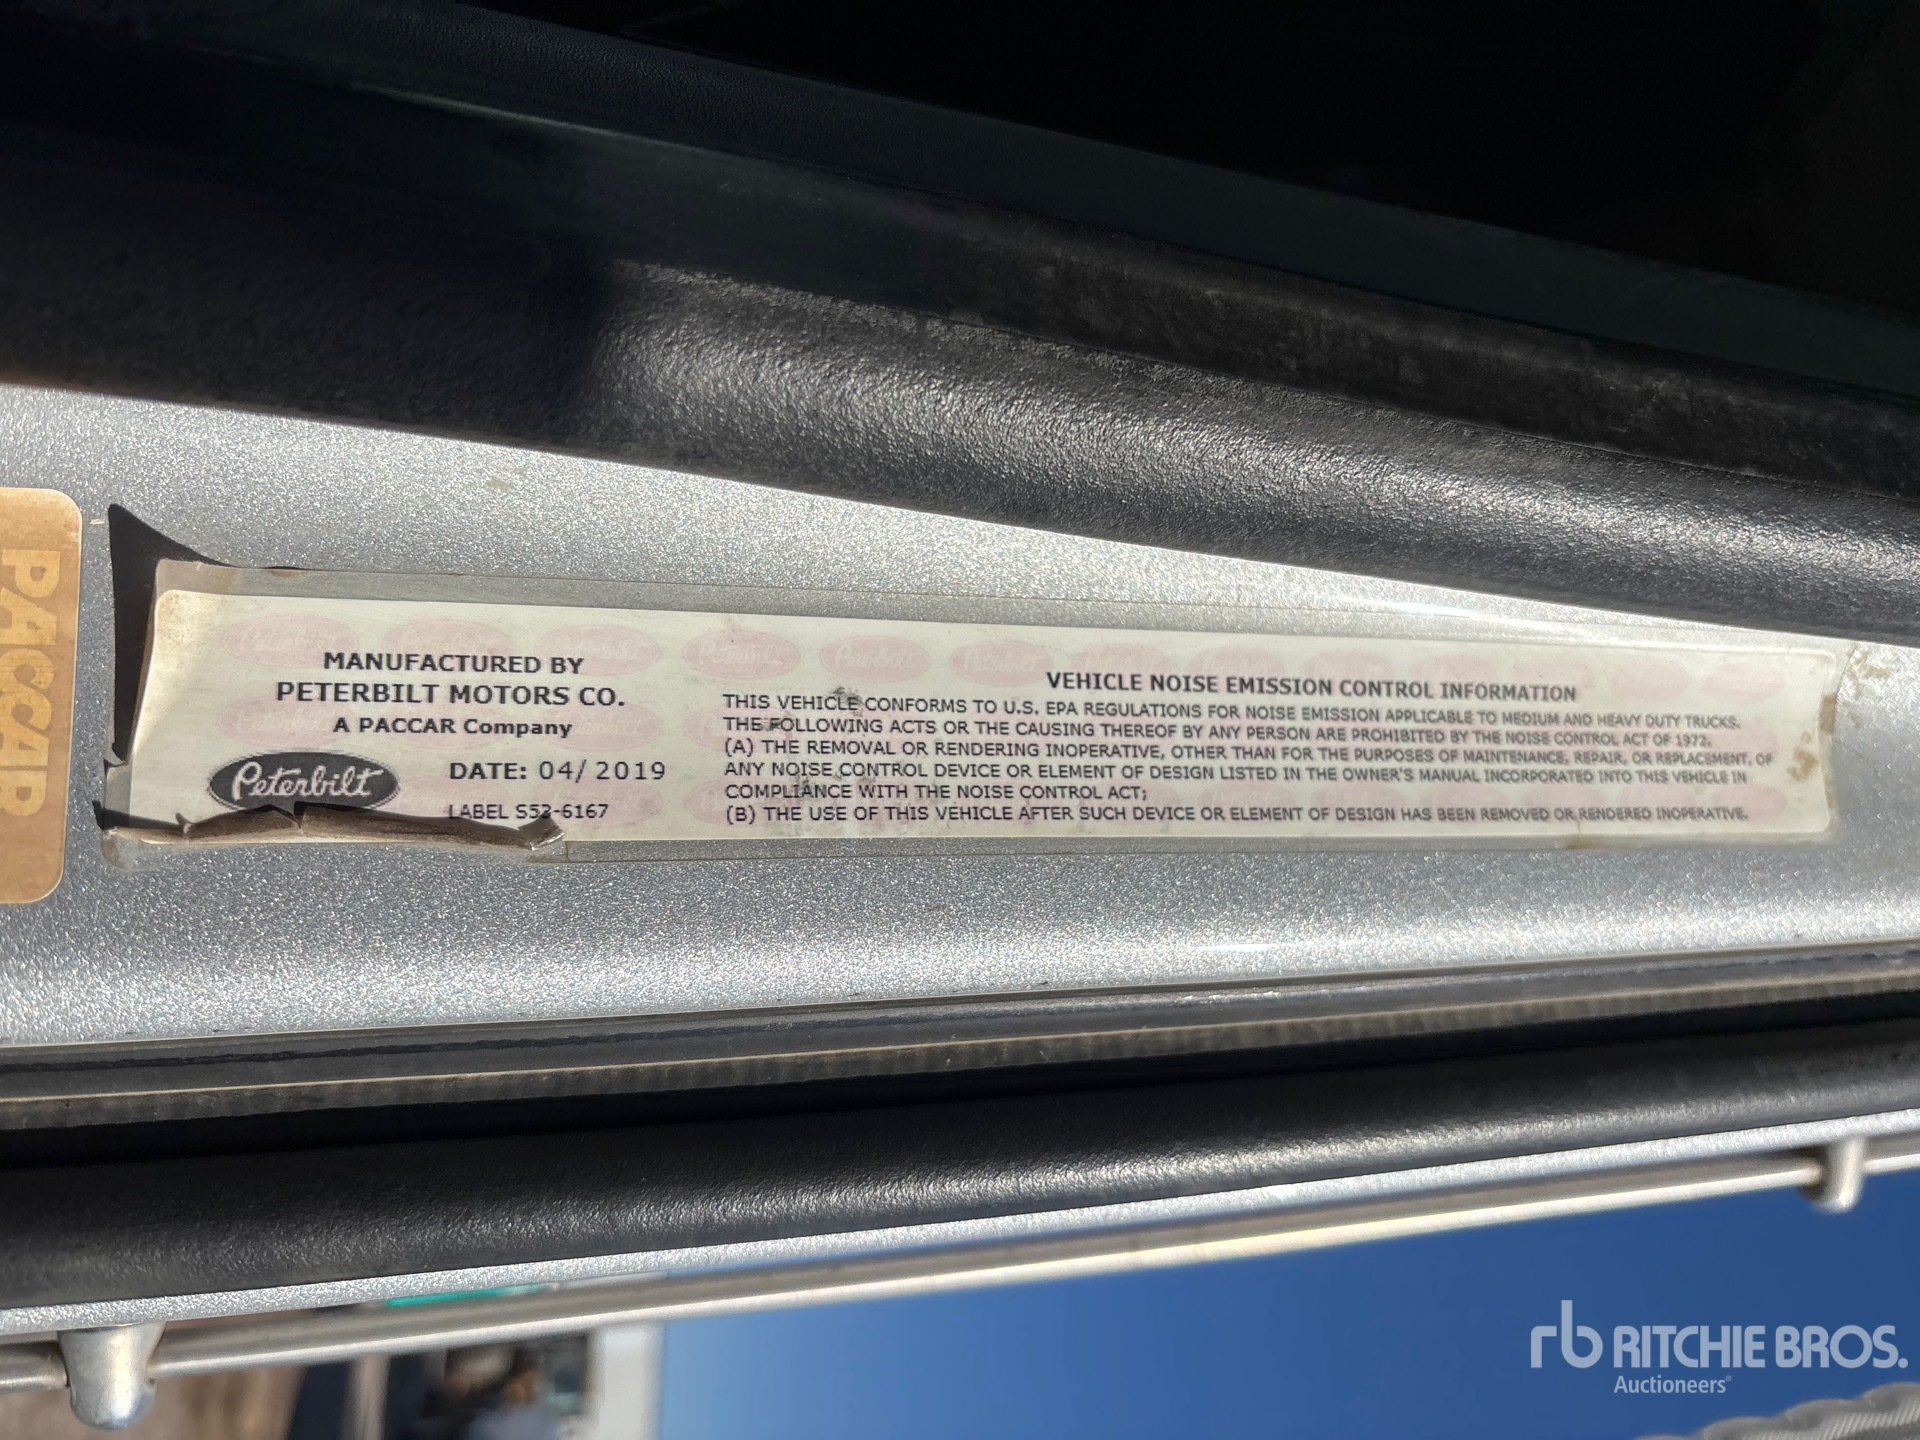 PACCAR
MANUFACTURED BY
PETERBILT MOTORS CO.
A PACCAR Company
Peterbilt
DATE: 04/ 2019
LABEL S53-6167
VEHICLE NOISE EMISSION CONTROL INFORMATION
THIS VEHICLE CONFORMS TO U.S. EPA REGULATIONS FOR NOISE EMISSION APPLICABLE TO MEDIUM AND HEAVY DUTY TRUCKS.
THE FOLLOWING ACTS OR THE CAUSING THEREOF BY ANY PERSON ARE PROHIBITED BY THE NOISE CONTROL ACT OF 1972.
(A) THE REMOVAL OR RENDERING INOPERATIVE, OTHER THAN FOR THE PURPOSES OF MAINTENANCE, REPAIR, OR REPLACEMENT, OF
ANY NOISE CONTROL DEVICE OR ELEMENT OF DESIGN LISTED IN THE OWNER'S MANUAL INCORPORATED INTO THIS VEHICLE IN
COMPLIANCE WITH THE NOISE CONTROL ACT;
(B) THE USE OF THIS VEHICLE AFTER SUCH DEVICE OR ELEMENT OF DESIGN HAS BEEN REMOVED OR RENDERED INOPERATIVE.
rb RITCHIE BROS.
Auctioneers